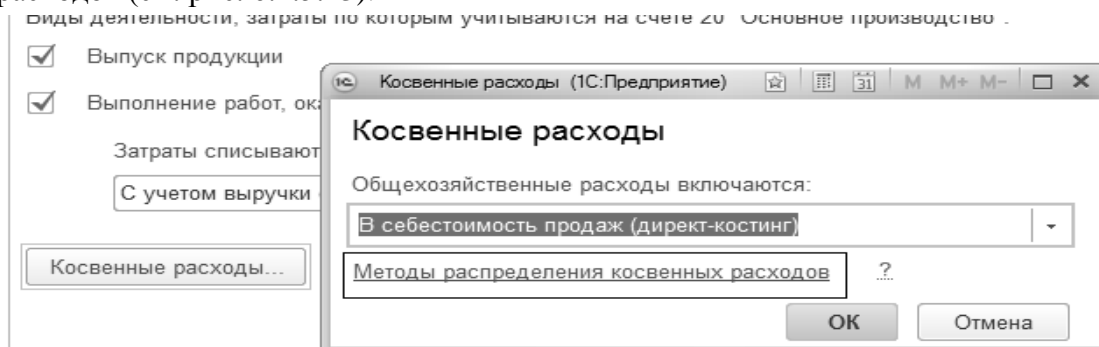 Виды деятельности, затраты по которым учитываются на счете 20 "Основное производство".
Выпуск продукции
Косвенные расходы (1С:Предприятие) M M+ M-
Выполнение работ, ока
Косвенные расходы
Затраты списывают
Общехозяйственные расходы включаются:
С учетом выручки
В себестоимость продаж (директ-костинг)
Косвенные расходы...
Методы распределения косвенных расходов ?
ОК Отмена